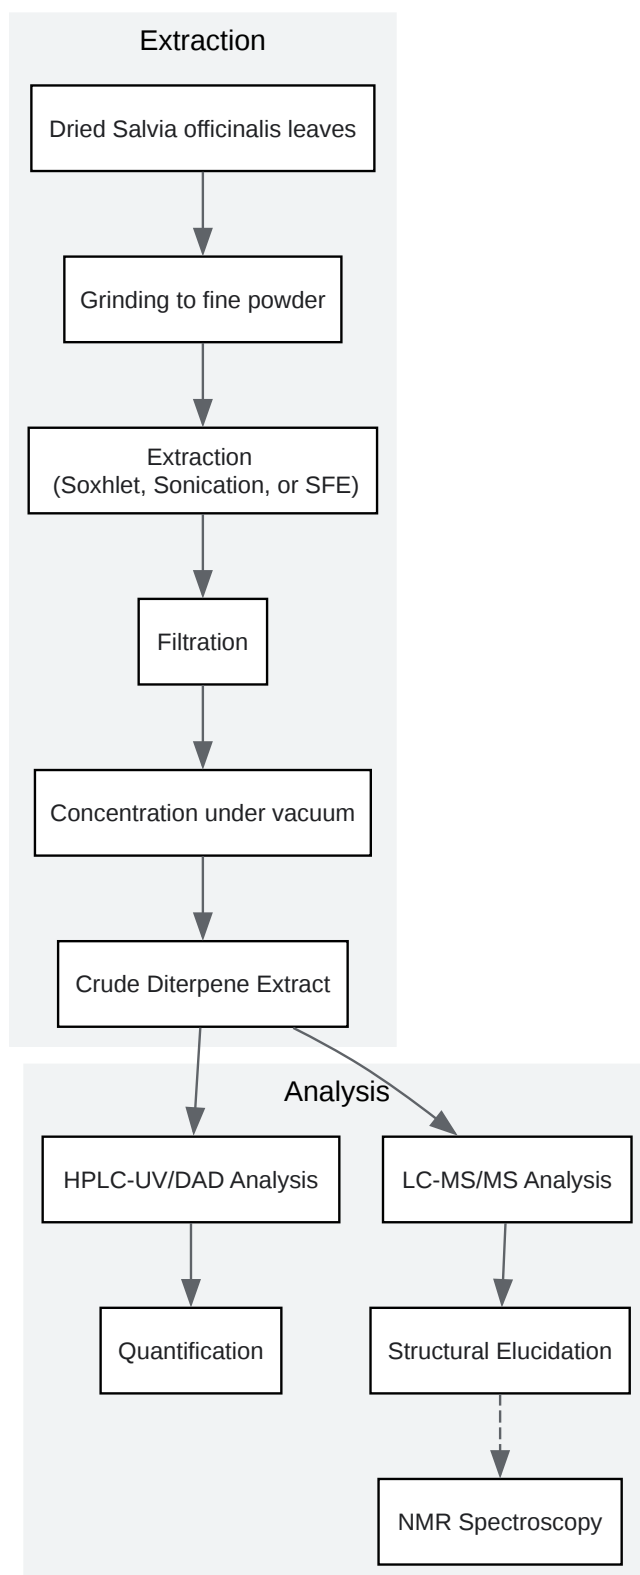 Extraction
Dried Salvia officinalis leaves
Grinding to fine powder
Extraction
(Soxhlet, Sonication, or SFE)
Filtration
Concentration under vacuum
Crude Diterpene Extract
Analysis
HPLC-UV/DAD Analysis
LC-MS/MS Analysis
Quantification
Structural Elucidation
NMR Spectroscopy